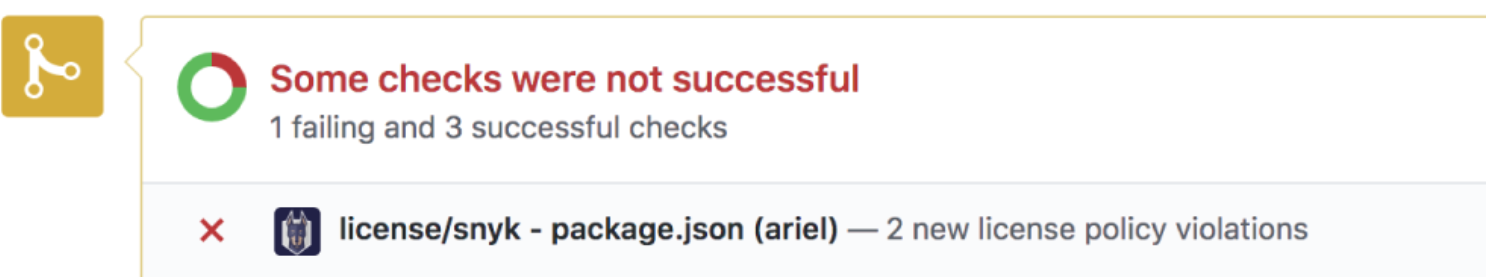 Some checks were not successful
1 failing and 3 successful checks
license/snyk - package.json (ariel) — 2 new license policy violations